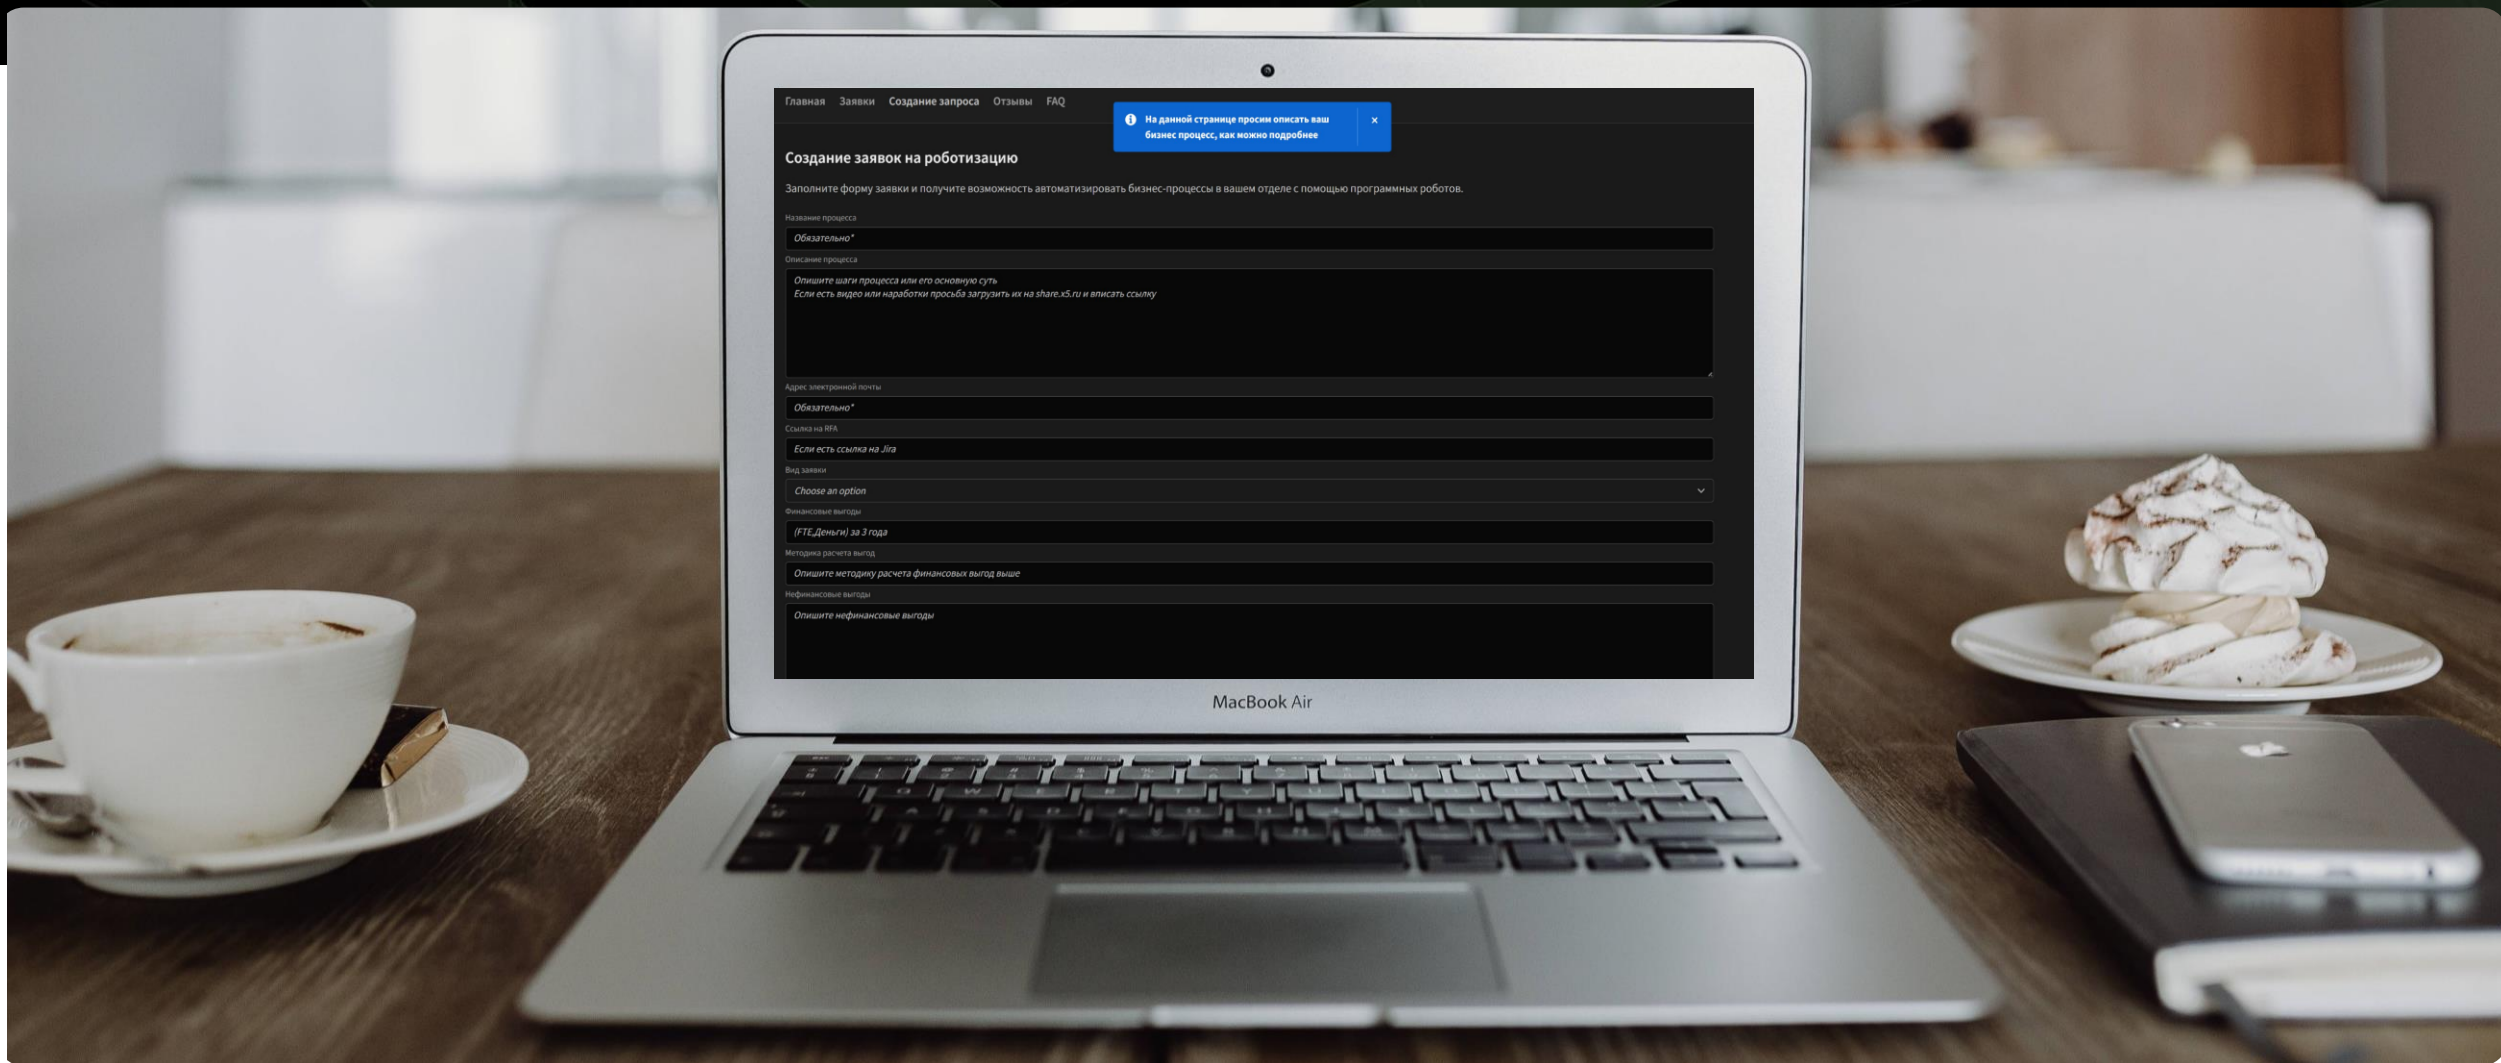 Главная Заявки Создание запроса Отзывы FAQ
На данной странице просим описать ваш
бизнес процесс, как можно подробнее
Создание заявок на роботизацию
Заполните форму заявки и получите возможность автоматизировать бизнес-процессы в вашем отделе с помощью программных роботов.
Название процесса
Обязательно*
Описание процесса
Опишите шаги процесса или его основную суть
Если есть видео или наработки просьба загрузить их на share.x5.ru и вписать ссылку
Адрес электронной почты
Обязательно*
Ссылка на RFA
Если есть ссылка на Jira
Вид заявки
Choose an option
Финансовые выгоды
(FTE,Деньги) за 3 года
Методика расчета выгод
Опишите методику расчета финансовых выгод выше
Нефинансовые выгоды
Опишите нефинансовые выгоды
MacBook Air